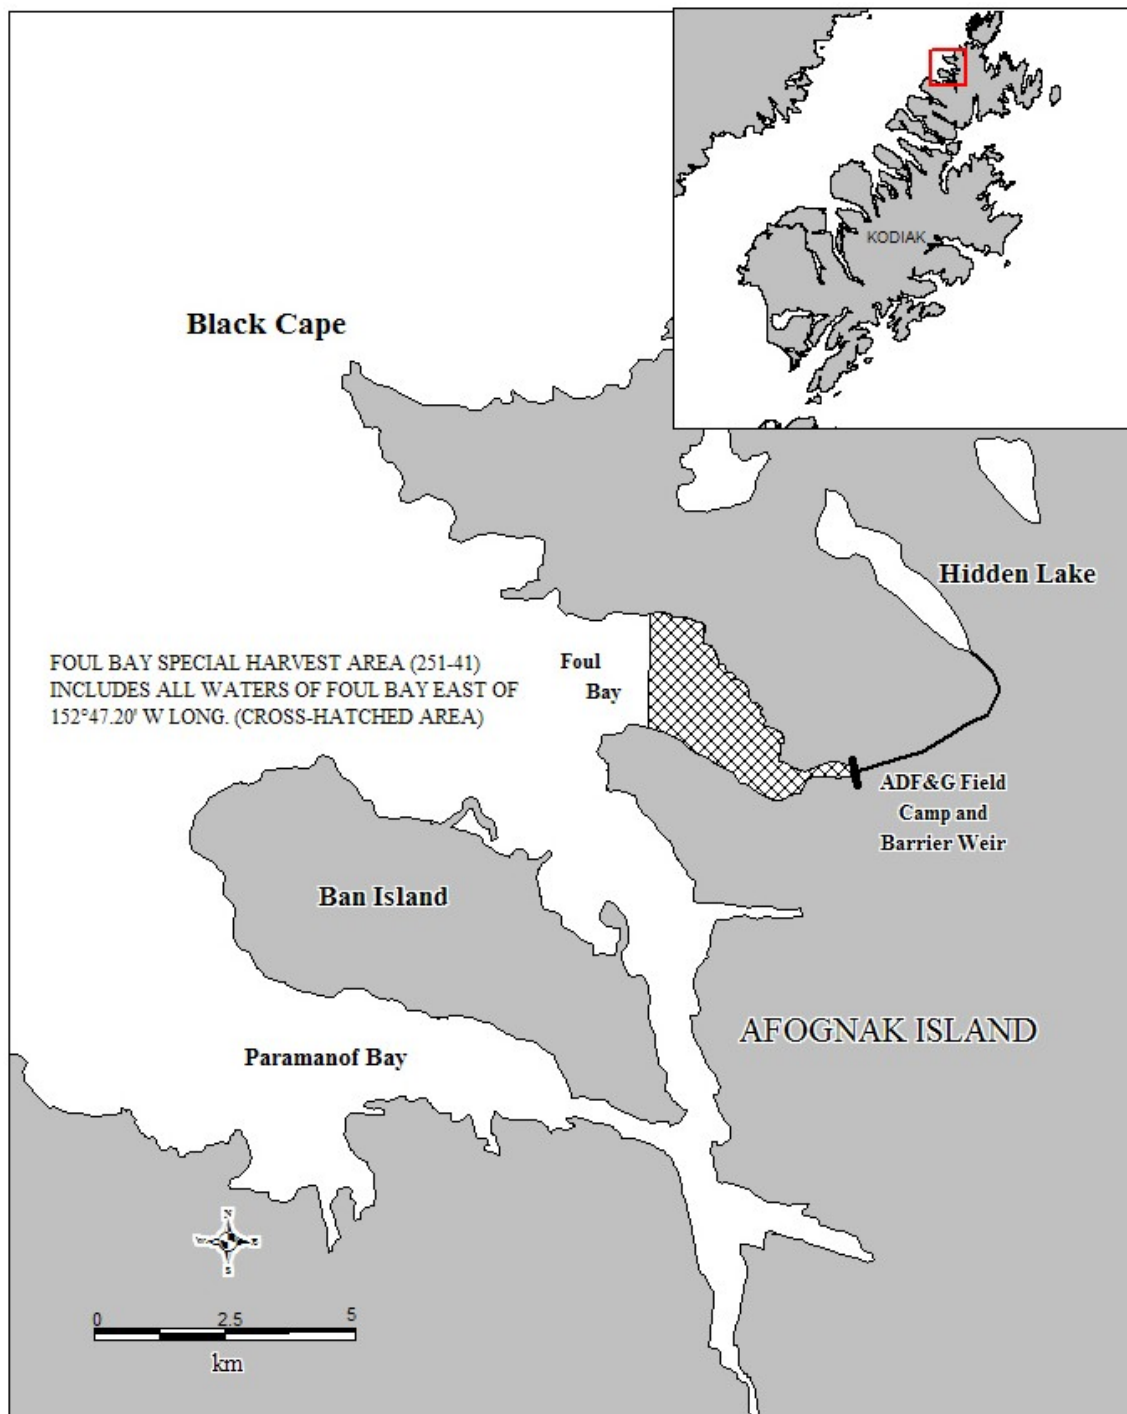 KODIAK
Black Cape
Hidden Lake
FOUL BAY SPECIAL HARVEST AREA (251-41)
INCLUDES ALL WATERS OF FOUL BAY EAST OF
152°47.20' W LONG. (CROSS-HATCHED AREA)
Foul
Bay
ADF&G Field
Camp and
Barrier Weir
Ban Island
AFOGNAK ISLAND
Paramanof Bay
N
W
E
S
0
2.5
5
km